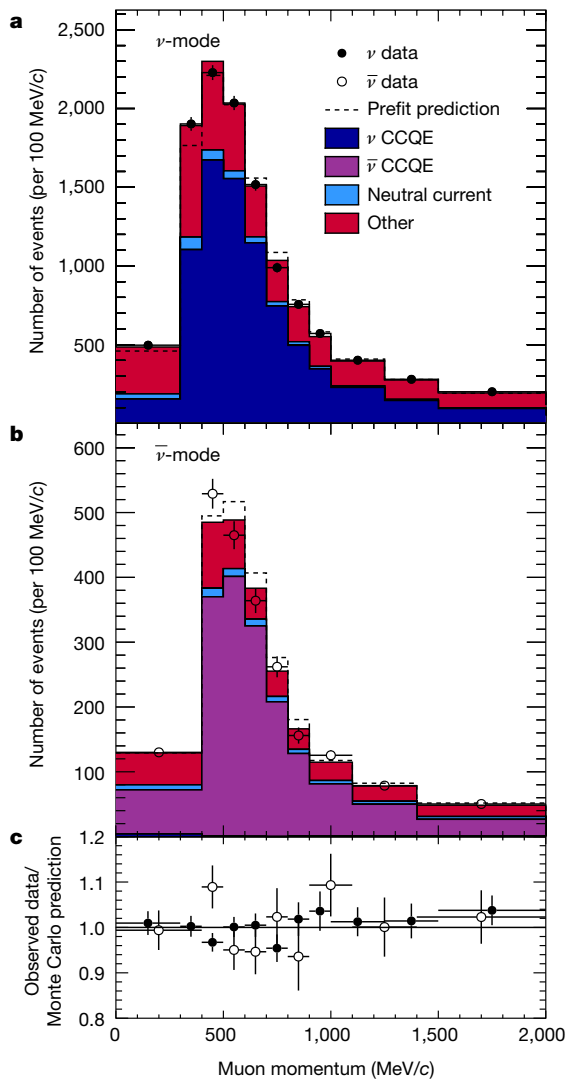 a
ν-mode
ν data
ν̅ data
Prefit prediction
ν CCQE
ν̅ CCQE
Neutral current
Other
Number of events (per 100 MeV/c)
2,500
2,000
1,500
1,000
500
b
ν̅-mode
Number of events (per 100 MeV/c)
600
500
400
300
200
100
c
Observed data/
Monte Carlo prediction
1.2
1.1
1.0
0.9
0.8
0
500
1,000
1,500
2,000
Muon momentum (MeV/c)